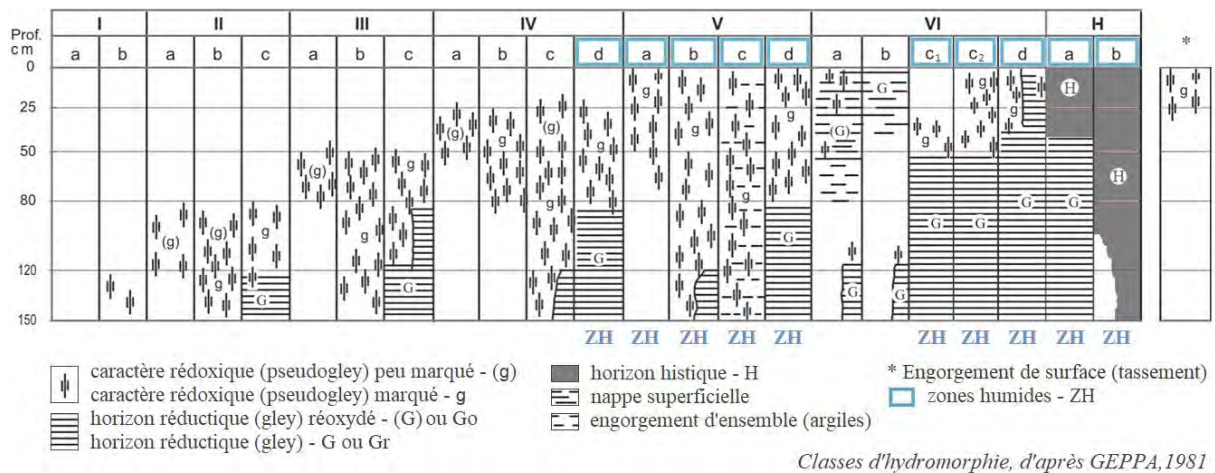 I II III IV V VI H
Prof.
cm
a b a b c a b c a b c d a b c d a b c₁ c₂ d a b
*
0
25
50
80
120
150
(g) (g) g g G (g) g g G (g) g (g) g g G g g g g G (G) G G G g G g G g G H G H
ZH ZH ZH ZH ZH ZH ZH ZH ZH ZH
caractère rédoxique (pseudogley) peu marqué - (g)
caractère rédoxique (pseudogley) marqué - g
horizon réductique (gley) réoxydé - (G) ou Go
horizon réductique (gley) - G ou Gr
horizon histique - H
nappe superficielle
engorgement d'ensemble (argiles)
* Engorgement de surface (tassement)
zones humides - ZH
Classes d'hydromorphie, d'après GEPPA,1981